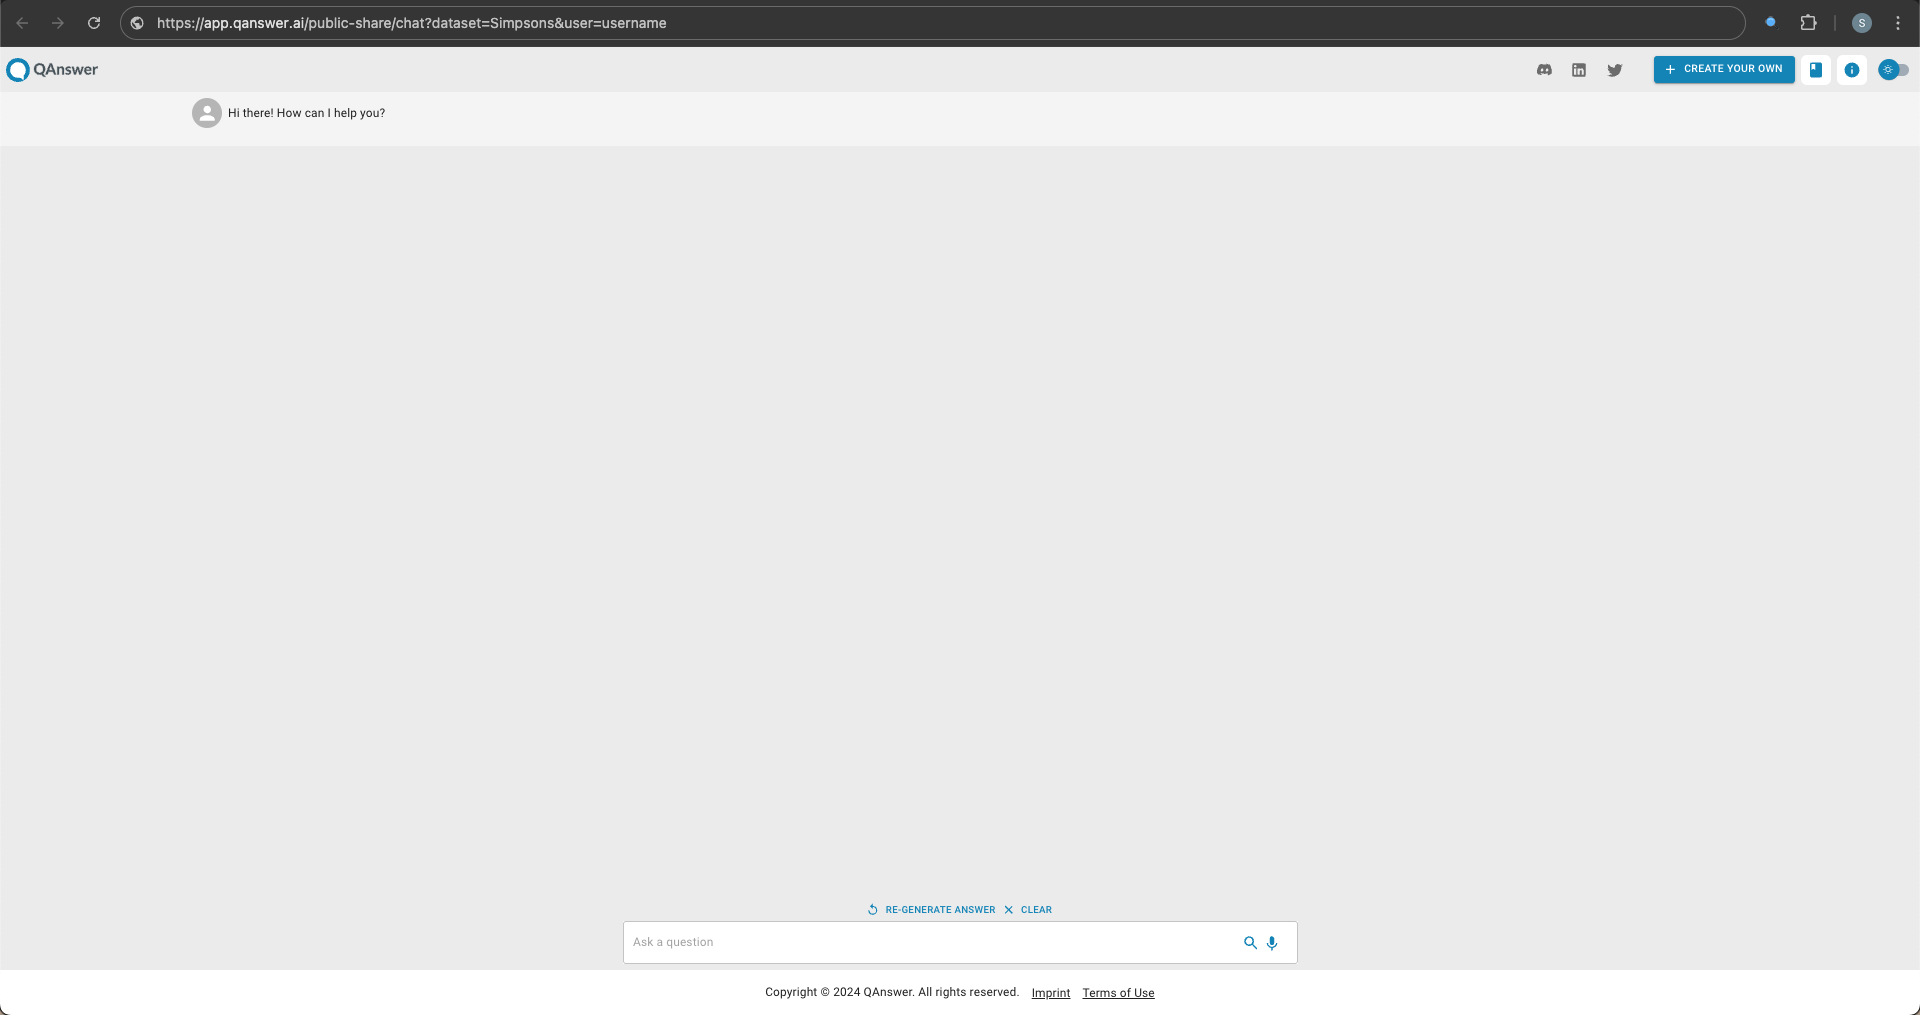 https://app.qanswer.ai/public-share/chat?dataset=Simpsons&user=username
S
QAnswer
CREATE YOUR OWN
Hi there! How can I help you?
RE-GENERATE ANSWER CLEAR
Ask a question
Copyright © 2024 QAnswer. All rights reserved. Imprint Terms of Use